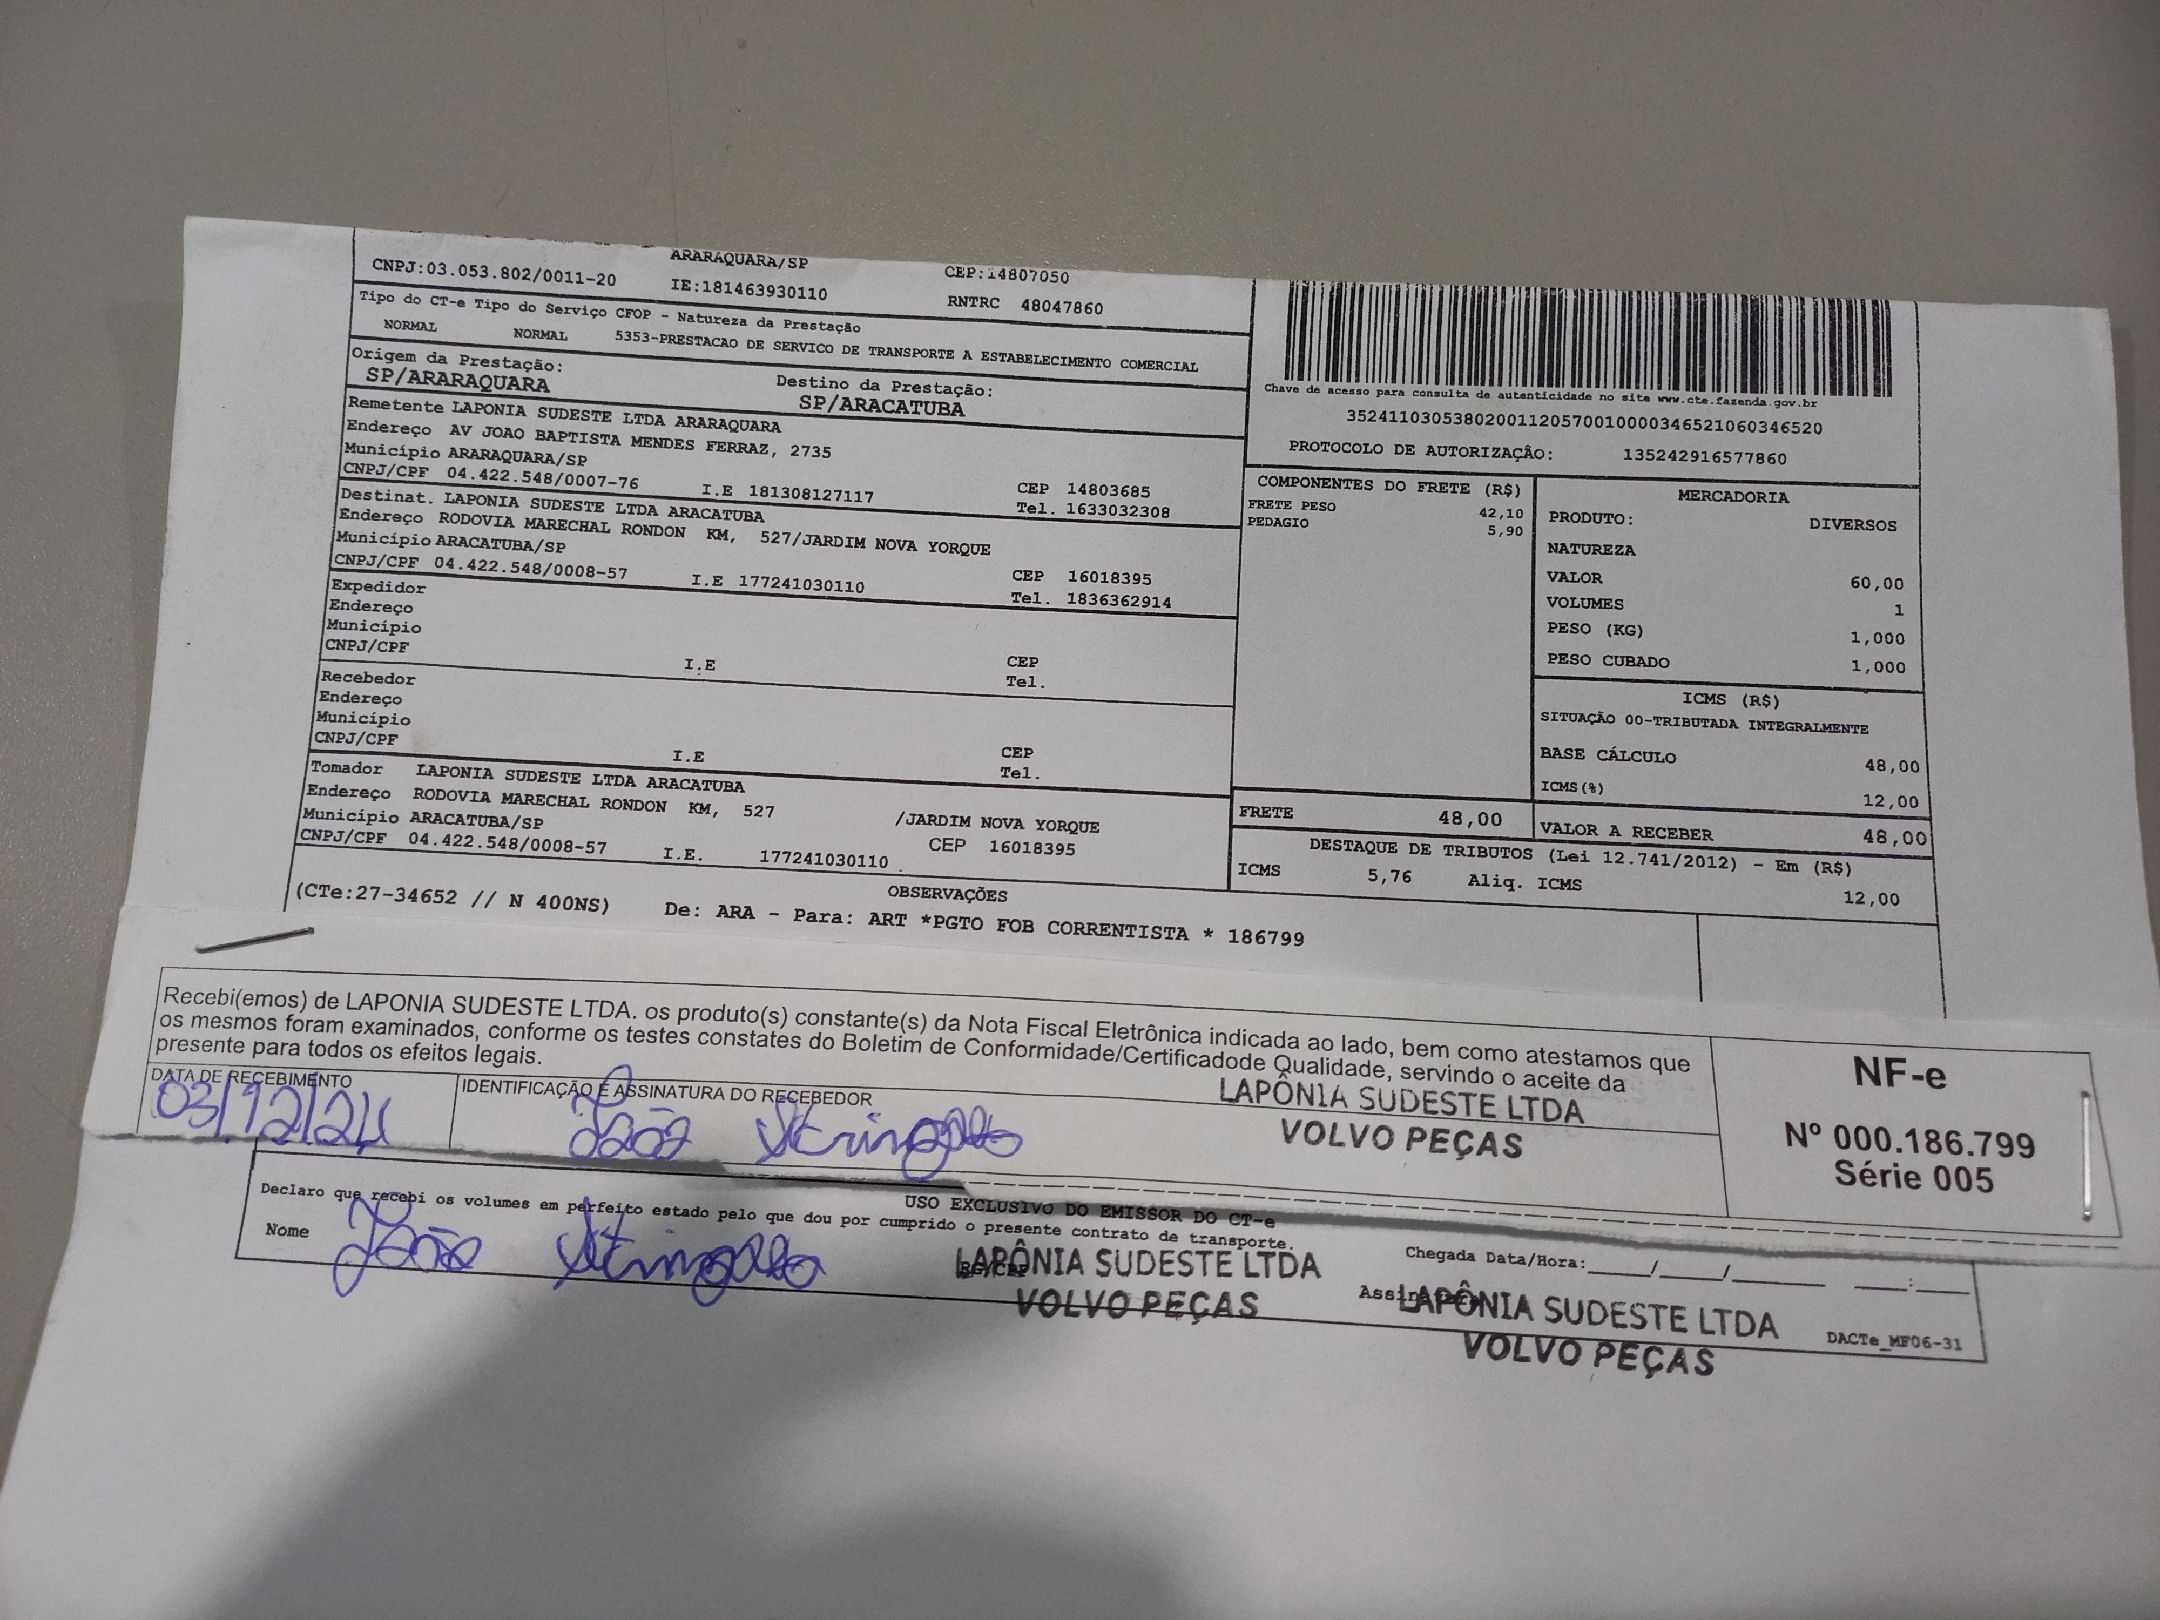 ARARAQUARA/SP CEP:14807050
CNPJ:03.053.802/0011-20 IE:181463930110 RNTRC 48047860
Tipo do CT-e Tipo do Serviço CFOP - Natureza da Prestação
NORMAL NORMAL 5353-PRESTACAO DE SERVICO DE TRANSPORTE A ESTABELECIMENTO COMERCIAL
Origem da Prestação: Destino da Prestação:
SP/ARARAQUARA SP/ARACATUBA
Remetente LAPONIA SUDESTE LTDA ARARAQUARA
Endereço AV JOAO BAPTISTA MENDES FERRAZ, 2735
Município ARARAQUARA/SP CEP 14803685
CNPJ/CPF 04.422.548/0007-76 I.E 181308127117 Tel. 1633032308
Destinat. LAPONIA SUDESTE LTDA ARACATUBA
Endereço RODOVIA MARECHAL RONDON KM, 527/JARDIM NOVA YORQUE
Município ARACATUBA/SP CEP 16018395
CNPJ/CPF 04.422.548/0008-57 I.E 177241030110 Tel. 1836362914
Expedidor
Endereço
Município CEP
CNPJ/CPF I.E Tel.
Recebedor
Endereço
Município CEP
CNPJ/CPF I.E Tel.
Tomador LAPONIA SUDESTE LTDA ARACATUBA
Endereço RODOVIA MARECHAL RONDON KM, 527 /JARDIM NOVA YORQUE
Município ARACATUBA/SP CEP 16018395
CNPJ/CPF 04.422.548/0008-57 I.E. 177241030110
Chave de acesso para consulta de autenticidade no site www.cte.fazenda.gov.br
35241103053802001120570010000346521060346520
PROTOCOLO DE AUTORIZAÇÂO: 135242916577860
COMPONENTES DO FRETE (R$)
FRETE PESO 42,10
PEDAGIO 5,90
MERCADORIA
PRODUTO: DIVERSOS
NATUREZA
VALOR 60,00
VOLUMES 1
PESO (KG) 1,000
PESO CUBADO 1,000
ICMS (R$)
SITUAÇÃO 00-TRIBUTADA INTEGRALMENTE
BASE CÁLCULO 48,00
ICMS(%) 12,00
FRETE 48,00 VALOR A RECEBER 48,00
DESTAQUE DE TRIBUTOS (Lei 12.741/2012) - Em (R$)
ICMS 5,76 Aliq. ICMS 12,00
OBSERVAÇÕES
(CTe:27-34652 // N 400NS) De: ARA - Para: ART *PGTO FOB CORRENTISTA * 186799
Recebi(emos) de LAPONIA SUDESTE LTDA. os produto(s) constante(s) da Nota Fiscal Eletrônica indicada ao lado, bem como atestamos que
os mesmos foram examinados, conforme os testes constates do Boletim de Conformidade/Certificadode Qualidade, servindo o aceite da
presente para todos os efeitos legais.
DATA DE RECEBIMENTO IDENTIFICAÇÃO E ASSINATURA DO RECEBEDOR
03/12/24 João
LAPÔNIA SUDESTE LTDA
VOLVO PEÇAS
NF-e
Nº 000.186.799
Série 005
USO EXCLUSIVO DO EMISSOR DO CT-e
Declaro que recebi os volumes em perfeito estado pelo que dou por cumprido o presente contrato de transporte.
Nome João
LAPÔNIA SUDESTE LTDA
VOLVO PEÇAS
Chegada Data/Hora:____/____/______ ___:___
LAPÔNIA SUDESTE LTDA
VOLVO PEÇAS
DACTe_MF06-31